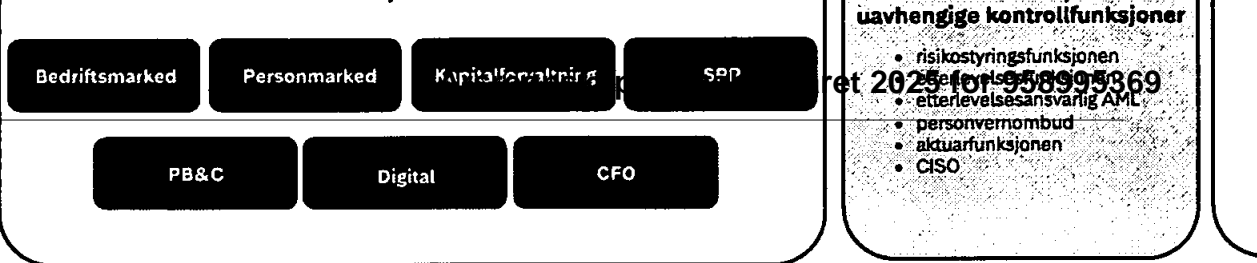 uavhengige kontrollfunksjoner
Bedriftsmarked
Personmarked
Kapitalforvaltning
SPP
PB&C
Digital
CFO
• risikostyringsfunksjonen
• etterlevelsesfunksjonen
• etterlevelsesansvarlig AML
• personvernombud
• aktuarfunksjonen
• CISO
ret 2025 for 958995369